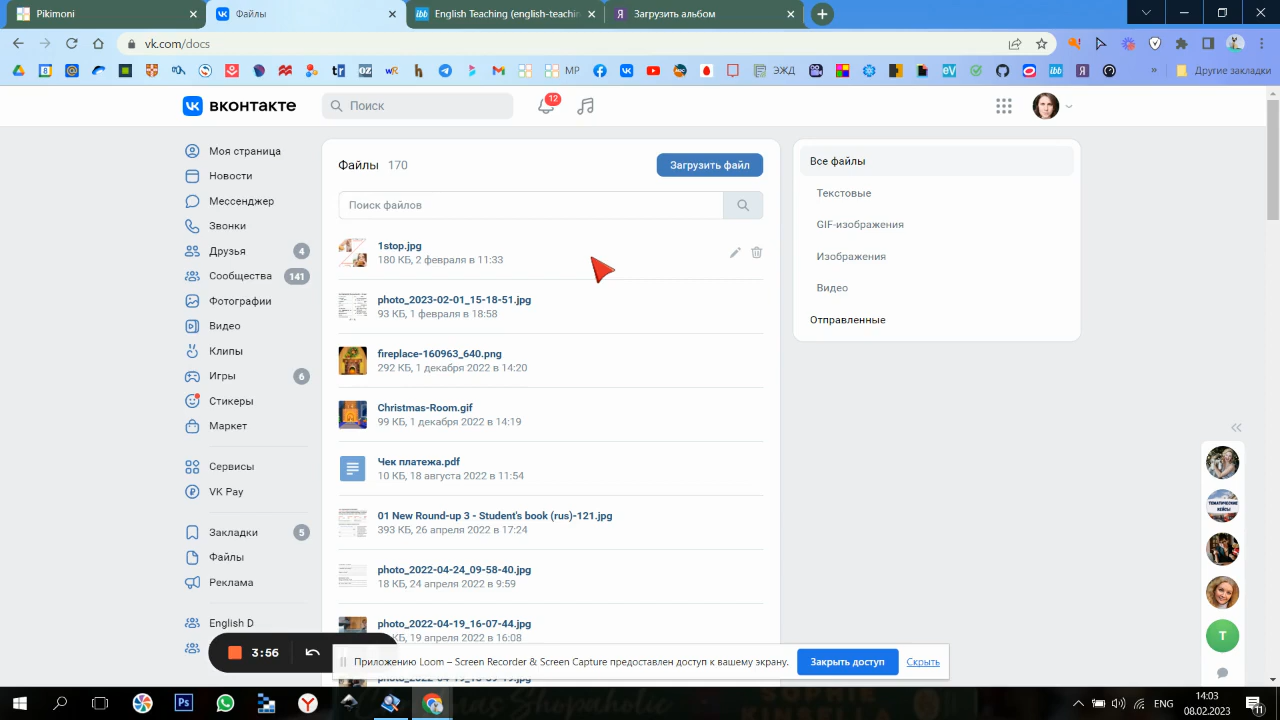 Pikimoni
Файлы
English Teaching (english-teachin
Загрузить альбом
vk.com/docs
МР
ЭЖД
Другие закладки
вконтакте
Поиск
12
Моя страница
Новости
Мессенджер
Звонки
Друзья 4
Сообщества 141
Фотографии
Видео
Клипы
Игры 6
Стикеры
Маркет
Сервисы
VK Pay
Закладки 5
Файлы
Реклама
English D
Файлы 170
Загрузить файл
Поиск файлов
1stop.jpg
180 КБ, 2 февраля в 11:33
photo_2023-02-01_15-18-51.jpg
93 КБ, 1 февраля в 18:58
fireplace-160963_640.png
292 КБ, 1 декабря 2022 в 14:20
Christmas-Room.gif
99 КБ, 1 декабря 2022 в 14:19
Чек платежа.pdf
10 КБ, 18 августа 2022 в 11:54
01 New Round-up 3 - Student's book (rus)-121.jpg
393 КБ, 26 апреля 2022 в 17:24
photo_2022-04-24_09-58-40.jpg
18 КБ, 24 апреля 2022 в 9:59
photo_2022-04-19_16-07-44.jpg
КБ, 19 апреля 2022 в 16:08
Все файлы
Текстовые
GIF-изображения
Изображения
Видео
Отправленные
ТЕМАТИЧЕСКИЕ
КЕЙСЫ
Т
3:56
Приложению Loom – Screen Recorder & Screen Capture предоставлен доступ к вашему экрану.
Закрыть доступ
Скрыть
ENG
14:03
08.02.2023
11